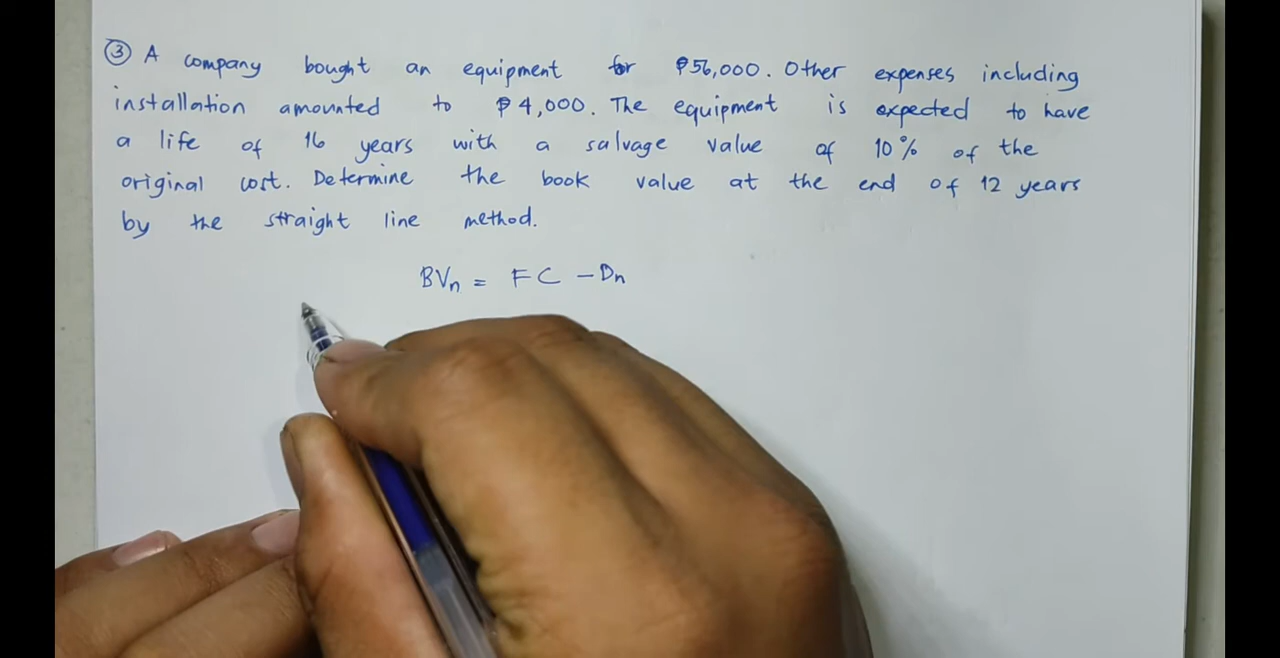 ③ A company bought an equipment for ₱56,000. Other expenses including
installation amounted to ₱4,000. The equipment is expected to have
a life of 16 years with a salvage value of 10% of the
original cost. Determine the book value at the end of 12 years
by the straight line method.
BVₙ = FC - Dₙ